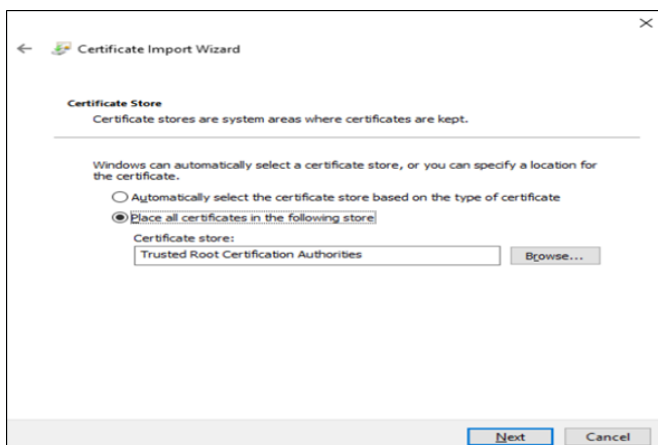 Certificate Import Wizard
Certificate Store
Certificate stores are system areas where certificates are kept.
Windows can automatically select a certificate store, or you can specify a location for
the certificate.
Automatically select the certificate store based on the type of certificate
Place all certificates in the following store
Certificate store:
Trusted Root Certification Authorities
Browse...
Next
Cancel